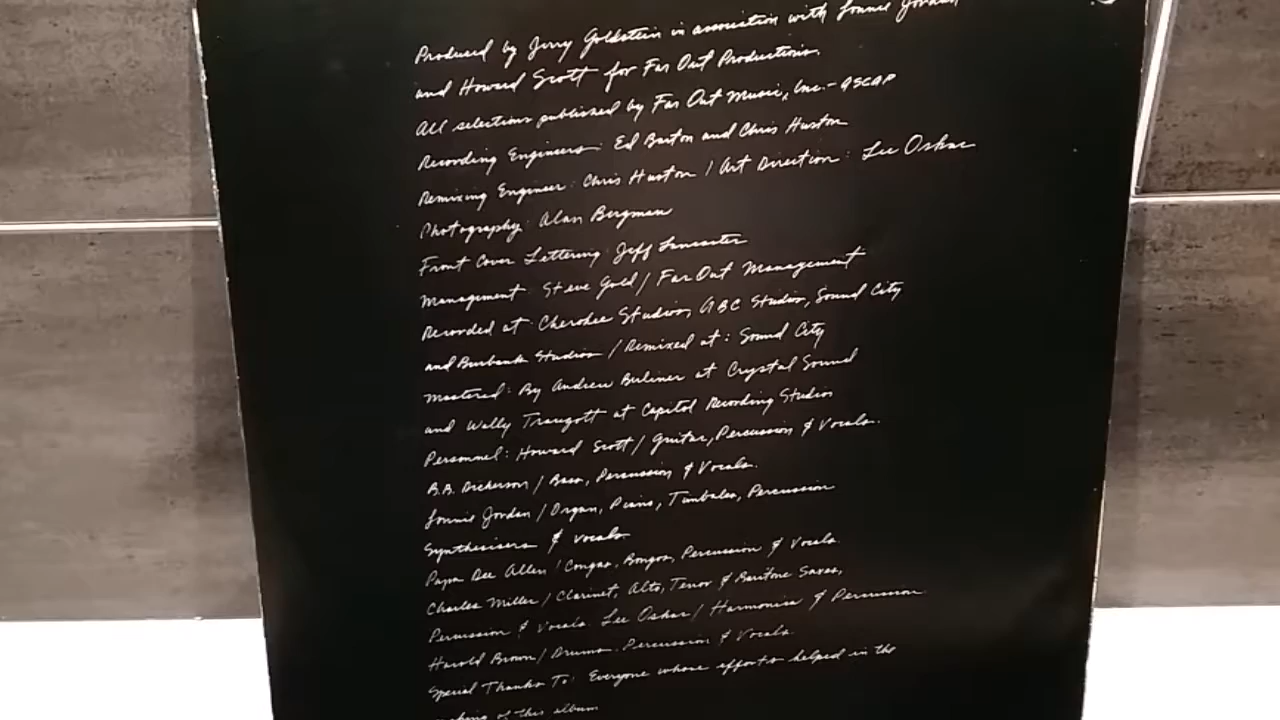 Produced by Jerry Goldstein in association with Lonnie Jordan
and Howard Scott for Far Out Productions.
All selections published by Far Out Music, Inc. - ASCAP
Recording Engineers: Ed Barton and Chris Huston
Remixing Engineer: Chris Huston / Art Direction: Lee Oskar
Photography: Alan Bergman
Front Cover Lettering: Jeff Lancaster
Management: Steve Gold / Far Out Management
Recorded at: Cherokee Studios, ABC Studios, Sound City
and Burbank Studios / Remixed at: Sound City
Mastered: By Andrew Berliner at Crystal Sound
and Wally Traugott at Capitol Recording Studios
Personnel: Howard Scott / Guitar, Percussion & Vocals.
B.B. Dickerson / Bass, Percussion & Vocals.
Lonnie Jordan / Organ, Piano, Timbales, Percussion
Synthesizers & Vocals
Papa Dee Allen / Congas, Bongos, Percussion & Vocals.
Charles Miller / Clarinet, Alto, Tenor & Baritone Saxes,
Percussion & Vocals. Lee Oskar / Harmonica & Percussion
Harold Brown / Drums, Percussion & Vocals.
Special Thanks To: Everyone whose efforts helped in the
making of this album